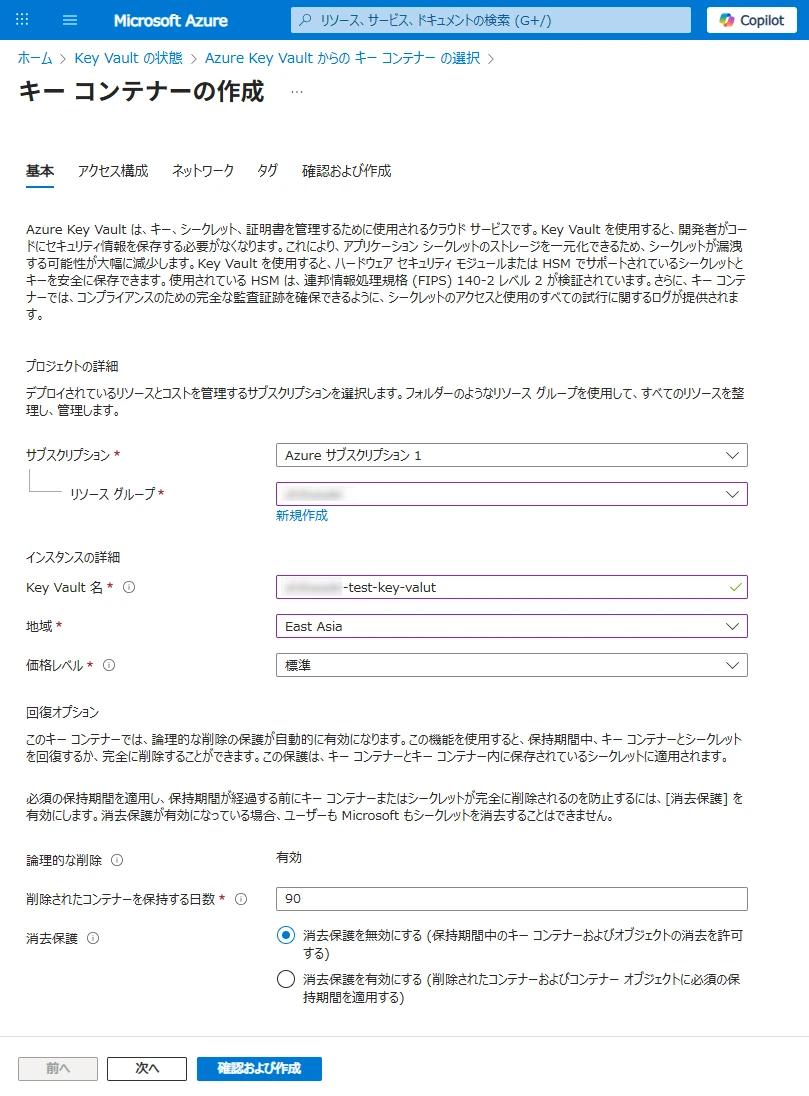 Microsoft Azure
リソース、サービス、ドキュメントの検索 (G+/)
Copilot
ホーム > Key Vault の状態 > Azure Key Vault からの キー コンテナー の選択 >
キー コンテナーの作成 ...
基本 アクセス構成 ネットワーク タグ 確認および作成
Azure Key Vault は、キー、シークレット、証明書を管理するために使用されるクラウド サービスです。Key Vault を使用すると、開発者がコー
ドにセキュリティ情報を保存する必要がなくなります。これにより、アプリケーション シークレットのストレージを一元化できるため、シークレットが漏洩
する可能性が大幅に減少します。Key Vault を使用すると、ハードウェア セキュリティ モジュールまたは HSM でサポートされているシークレットと
キーを安全に保存できます。使用されている HSM は、連邦情報処理規格 (FIPS) 140-2 レベル 2 が検証されています。さらに、キー コンテ
ナーでは、コンプライアンスのための完全な監査証跡を確保できるように、シークレットのアクセスと使用のすべての試行に関するログが提供されま
す。
プロジェクトの詳細
デプロイされているリソースとコストを管理するサブスクリプションを選択します。フォルダーのようなリソース グループを使用して、すべてのリソースを整
理し、管理します。
サブスクリプション *
Azure サブスクリプション 1
リソース グループ *
新規作成
インスタンスの詳細
Key Vault 名 *
-test-key-valut
地域 *
East Asia
価格レベル *
標準
回復オプション
このキー コンテナーでは、論理的な削除の保護が自動的に有効になります。この機能を使用すると、保持期間中、キー コンテナーとシークレット
を回復するか、完全に削除することができます。この保護は、キー コンテナーとキー コンテナー内に保存されているシークレットに適用されます。
必須の保持期間を適用し、保持期間が経過する前にキー コンテナーまたはシークレットが完全に削除されるのを防止するには、[消去保護] を
有効にします。消去保護が有効になっている場合、ユーザーも Microsoft もシークレットを消去することはできません。
論理的な削除
有効
削除されたコンテナーを保持する日数 *
90
消去保護
消去保護を無効にする (保持期間中のキー コンテナーおよびオブジェクトの消去を許可
する)
消去保護を有効にする (削除されたコンテナーおよびコンテナー オブジェクトに必須の保
持期間を適用する)
前へ
次へ
確認および作成